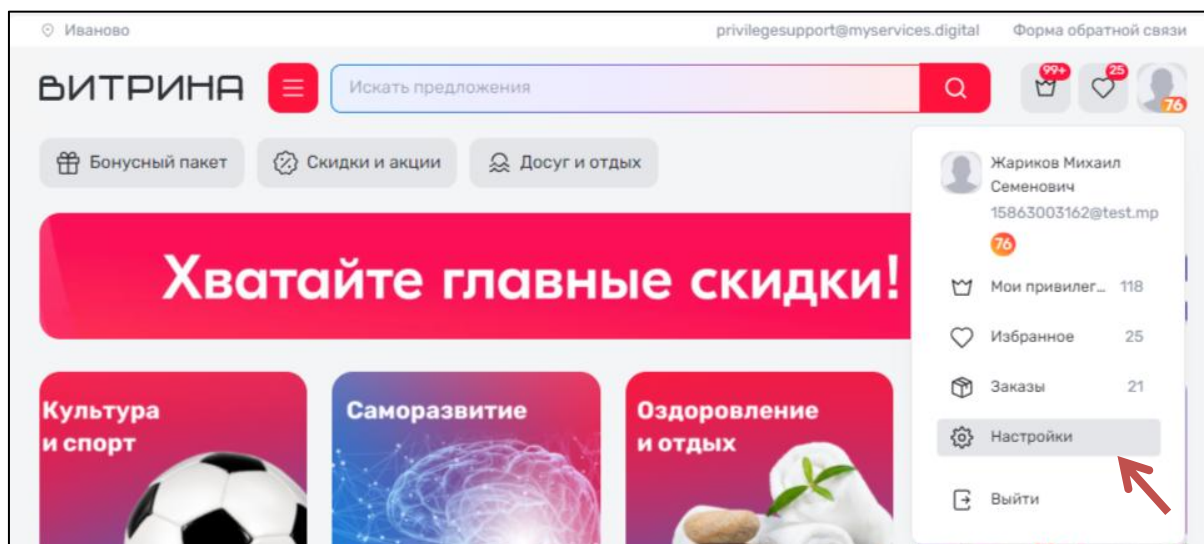 Иваново
privilegesupport@myservices.digital
Форма обратной связи
ВИТРИНА
Искать предложения
99+
25
76
Бонусный пакет
Скидки и акции
Досуг и отдых
Жариков Михаил
Семенович
15863003162@test.mp
76
Хватайте главные скидки!
Мои привилег... 118
Избранное 25
Заказы 21
Настройки
Выйти
Культура
и спорт
Саморазвитие
Оздоровление
и отдых